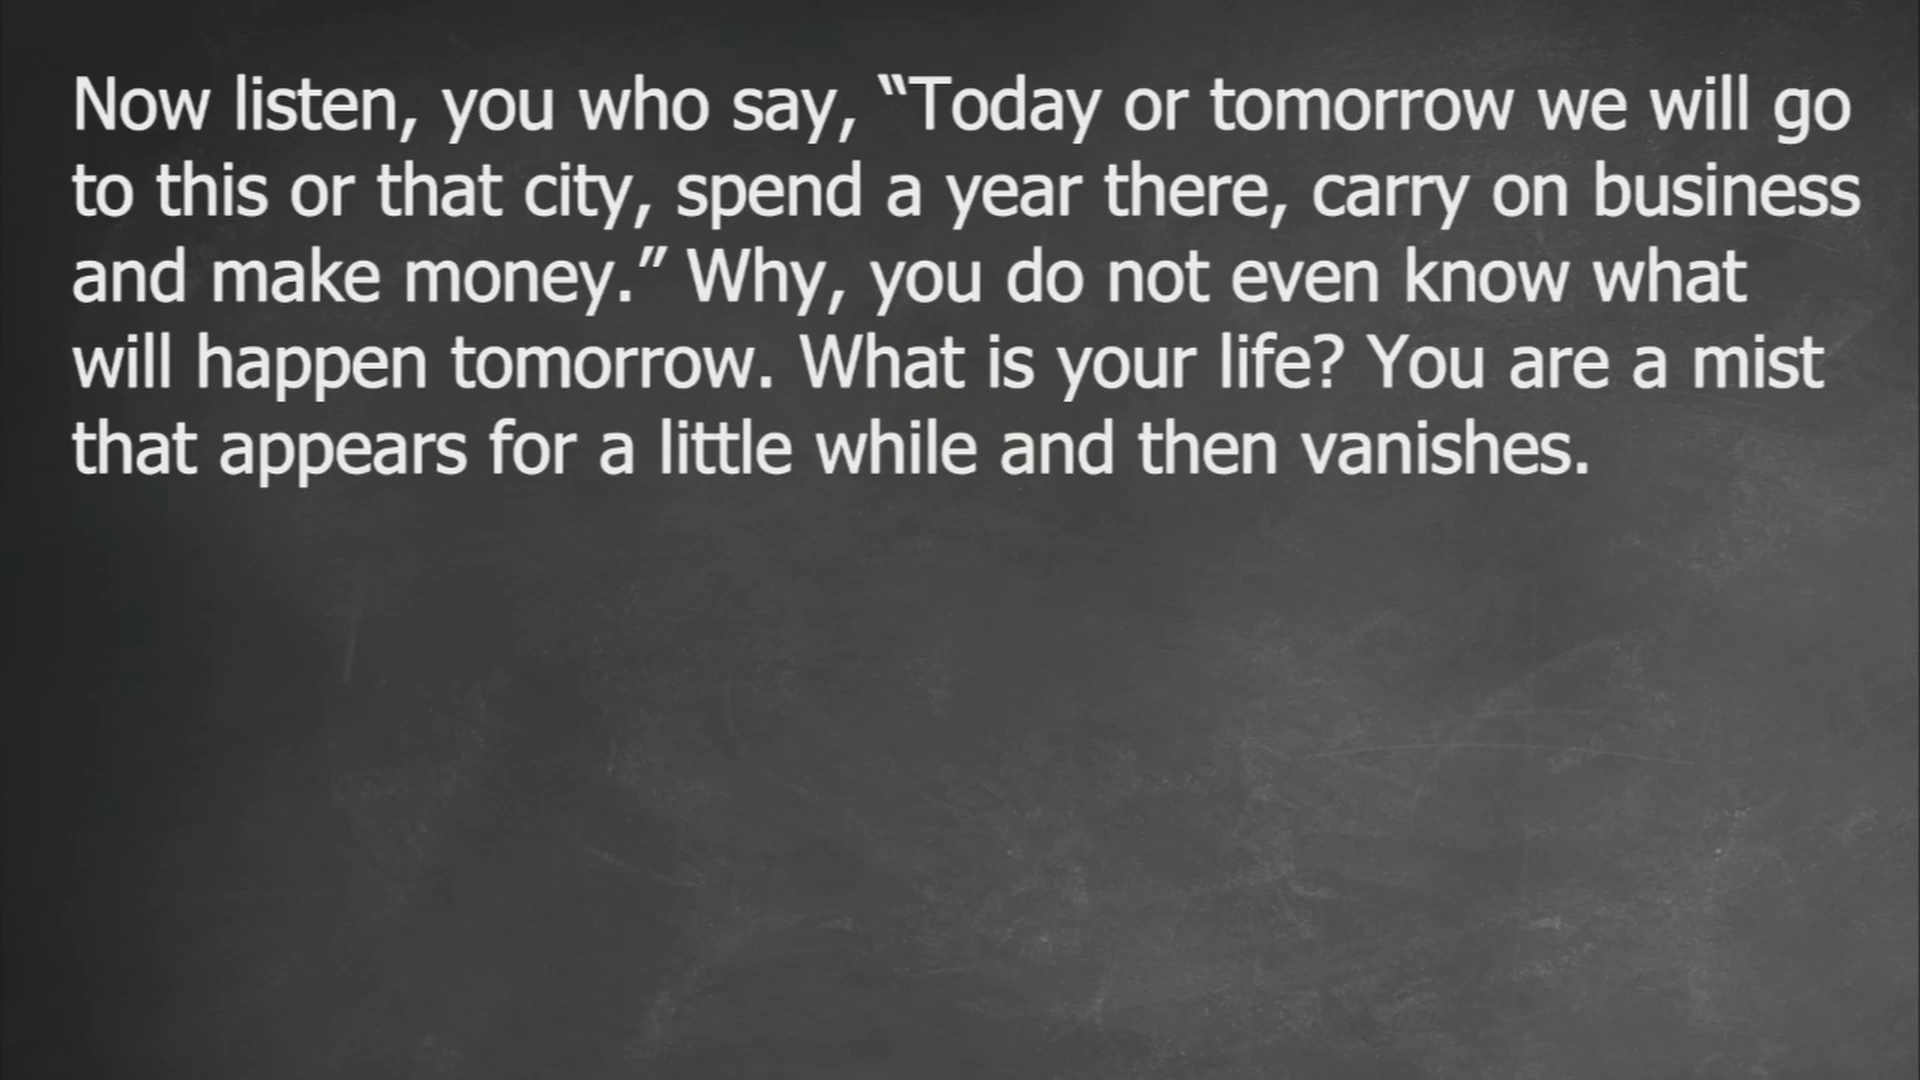 Now listen, you who say, “Today or tomorrow we will go
to this or that city, spend a year there, carry on business
and make money.” Why, you do not even know what
will happen tomorrow. What is your life? You are a mist
that appears for a little while and then vanishes.